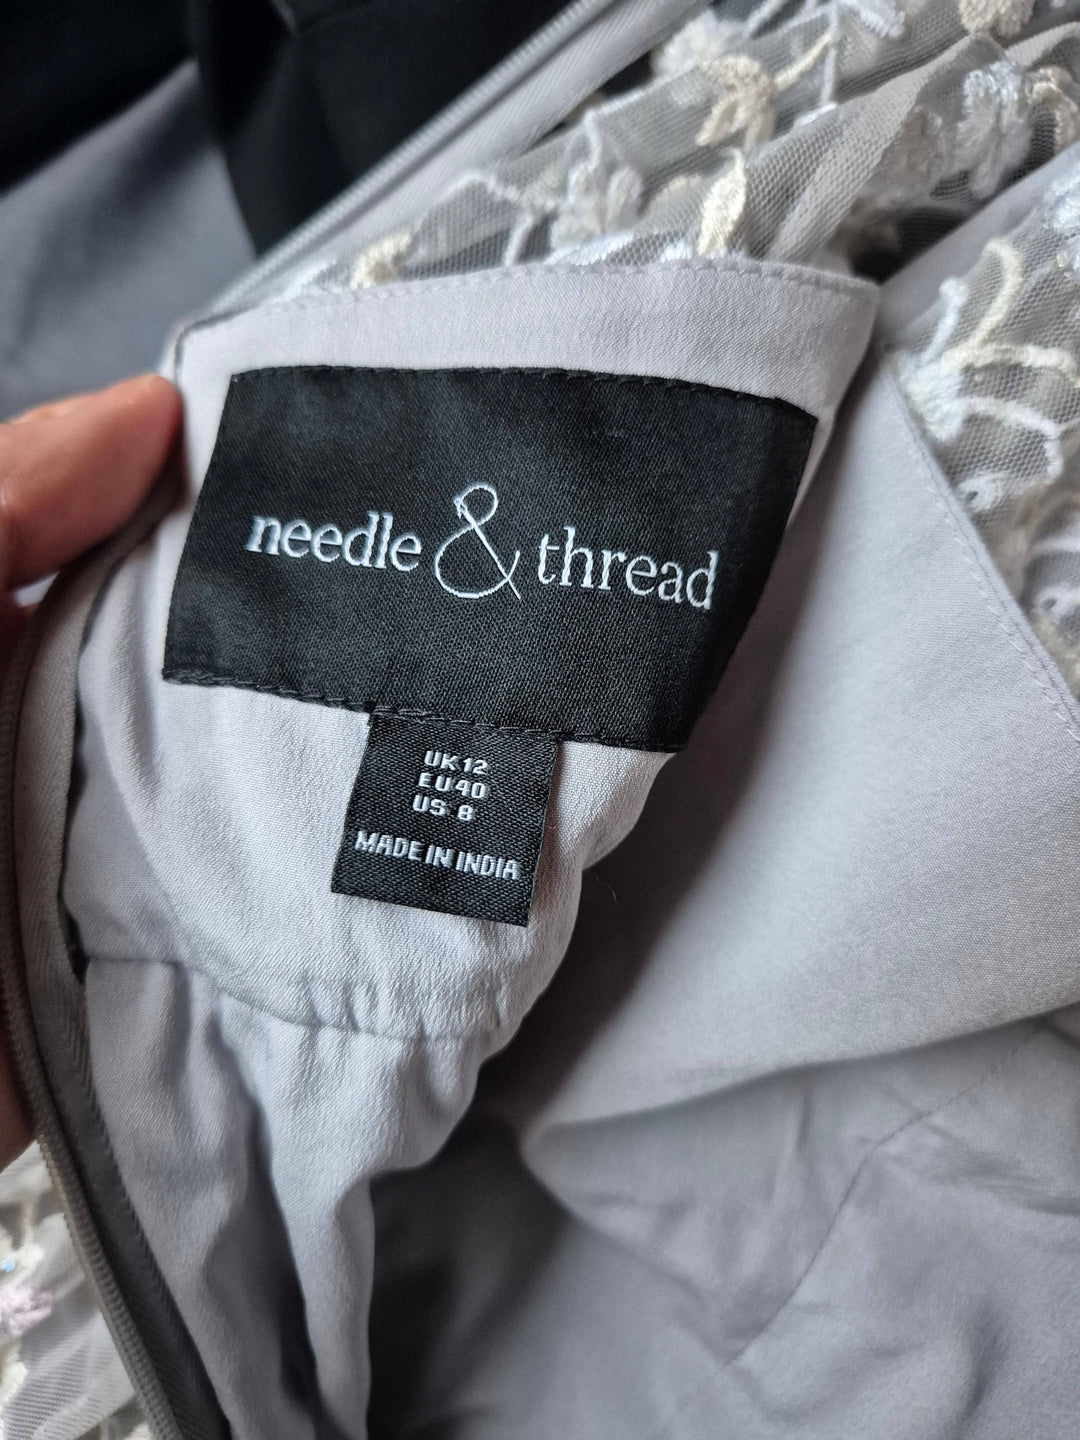 needle & thread
UK 12
EU 40
US 8
MADE IN INDIA